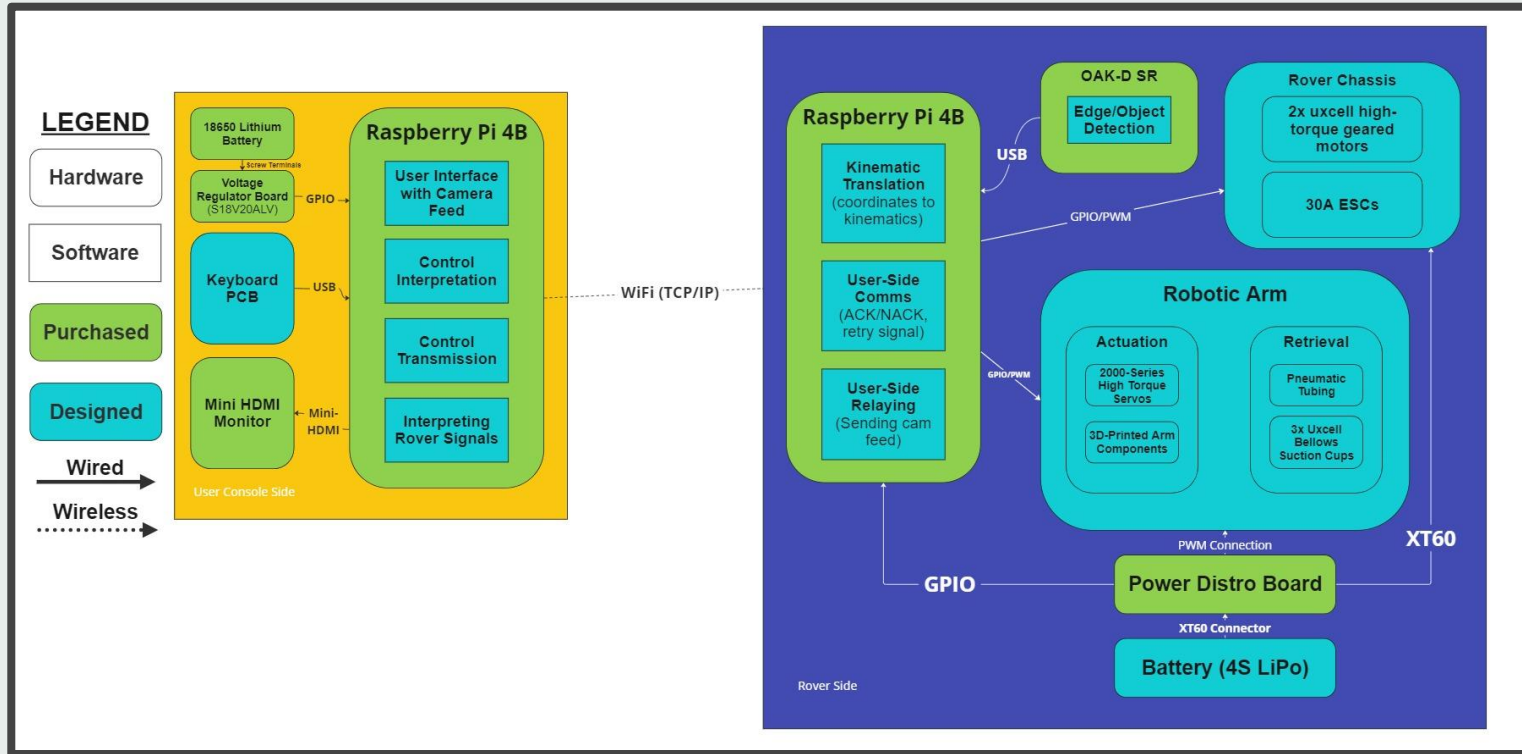 LEGEND
Hardware
Software
Purchased
Designed
Wired
Wireless
18650 Lithium
Battery
Screw Terminals
Voltage
Regulator Board
(S18V20ALV)
GPIO
Keyboard
PCB
USB
Mini HDMI
Monitor
Mini-
HDMI
User Console Side
Raspberry Pi 4B
User Interface
with Camera
Feed
Control
Interpretation
Control
Transmission
Interpreting
Rover Signals
WiFi (TCP/IP)
Raspberry Pi 4B
Kinematic
Translation
(coordinates to
kinematics)
User-Side
Comms
(ACK/NACK,
retry signal)
User-Side
Relaying
(Sending cam
feed)
OAK-D SR
Edge/Object
Detection
USB
GPIO/PWM
Rover Chassis
2x uxcell high-
torque geared
motors
30A ESCs
GPIO/PWM
Robotic Arm
Actuation
2000-Series
High Torque
Servos
3D-Printed Arm
Components
Retrieval
Pneumatic
Tubing
3x Uxcell
Bellows
Suction Cups
PWM Connection
XT60
GPIO
Power Distro Board
XT60 Connector
Battery (4S LiPo)
Rover Side